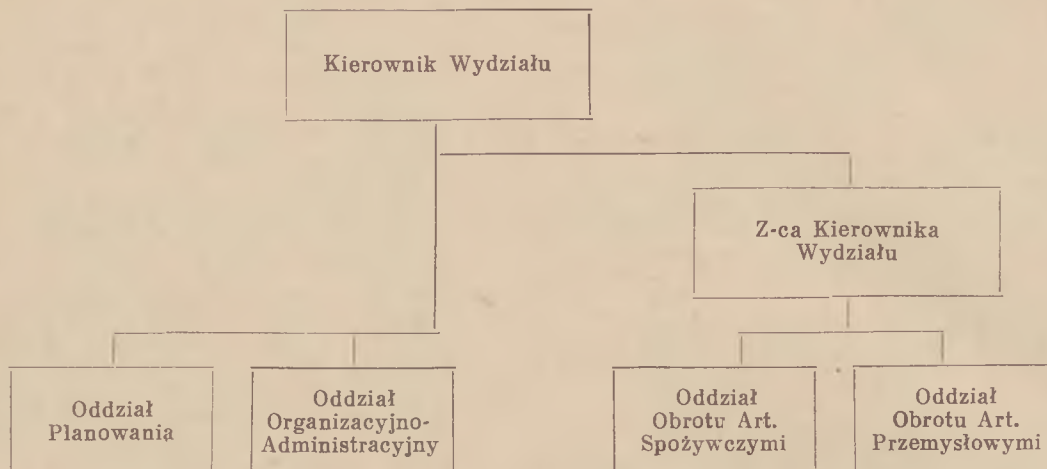 Kierownik Wydziału
Z-ca Kierownika
Wydziału
Oddział
Planowania
Oddział
Organizacyjno-
Administracyjny
Oddział
Obrotu Art.
Spożywczymi
Oddział
Obrotu Art.
Przemysłowymi